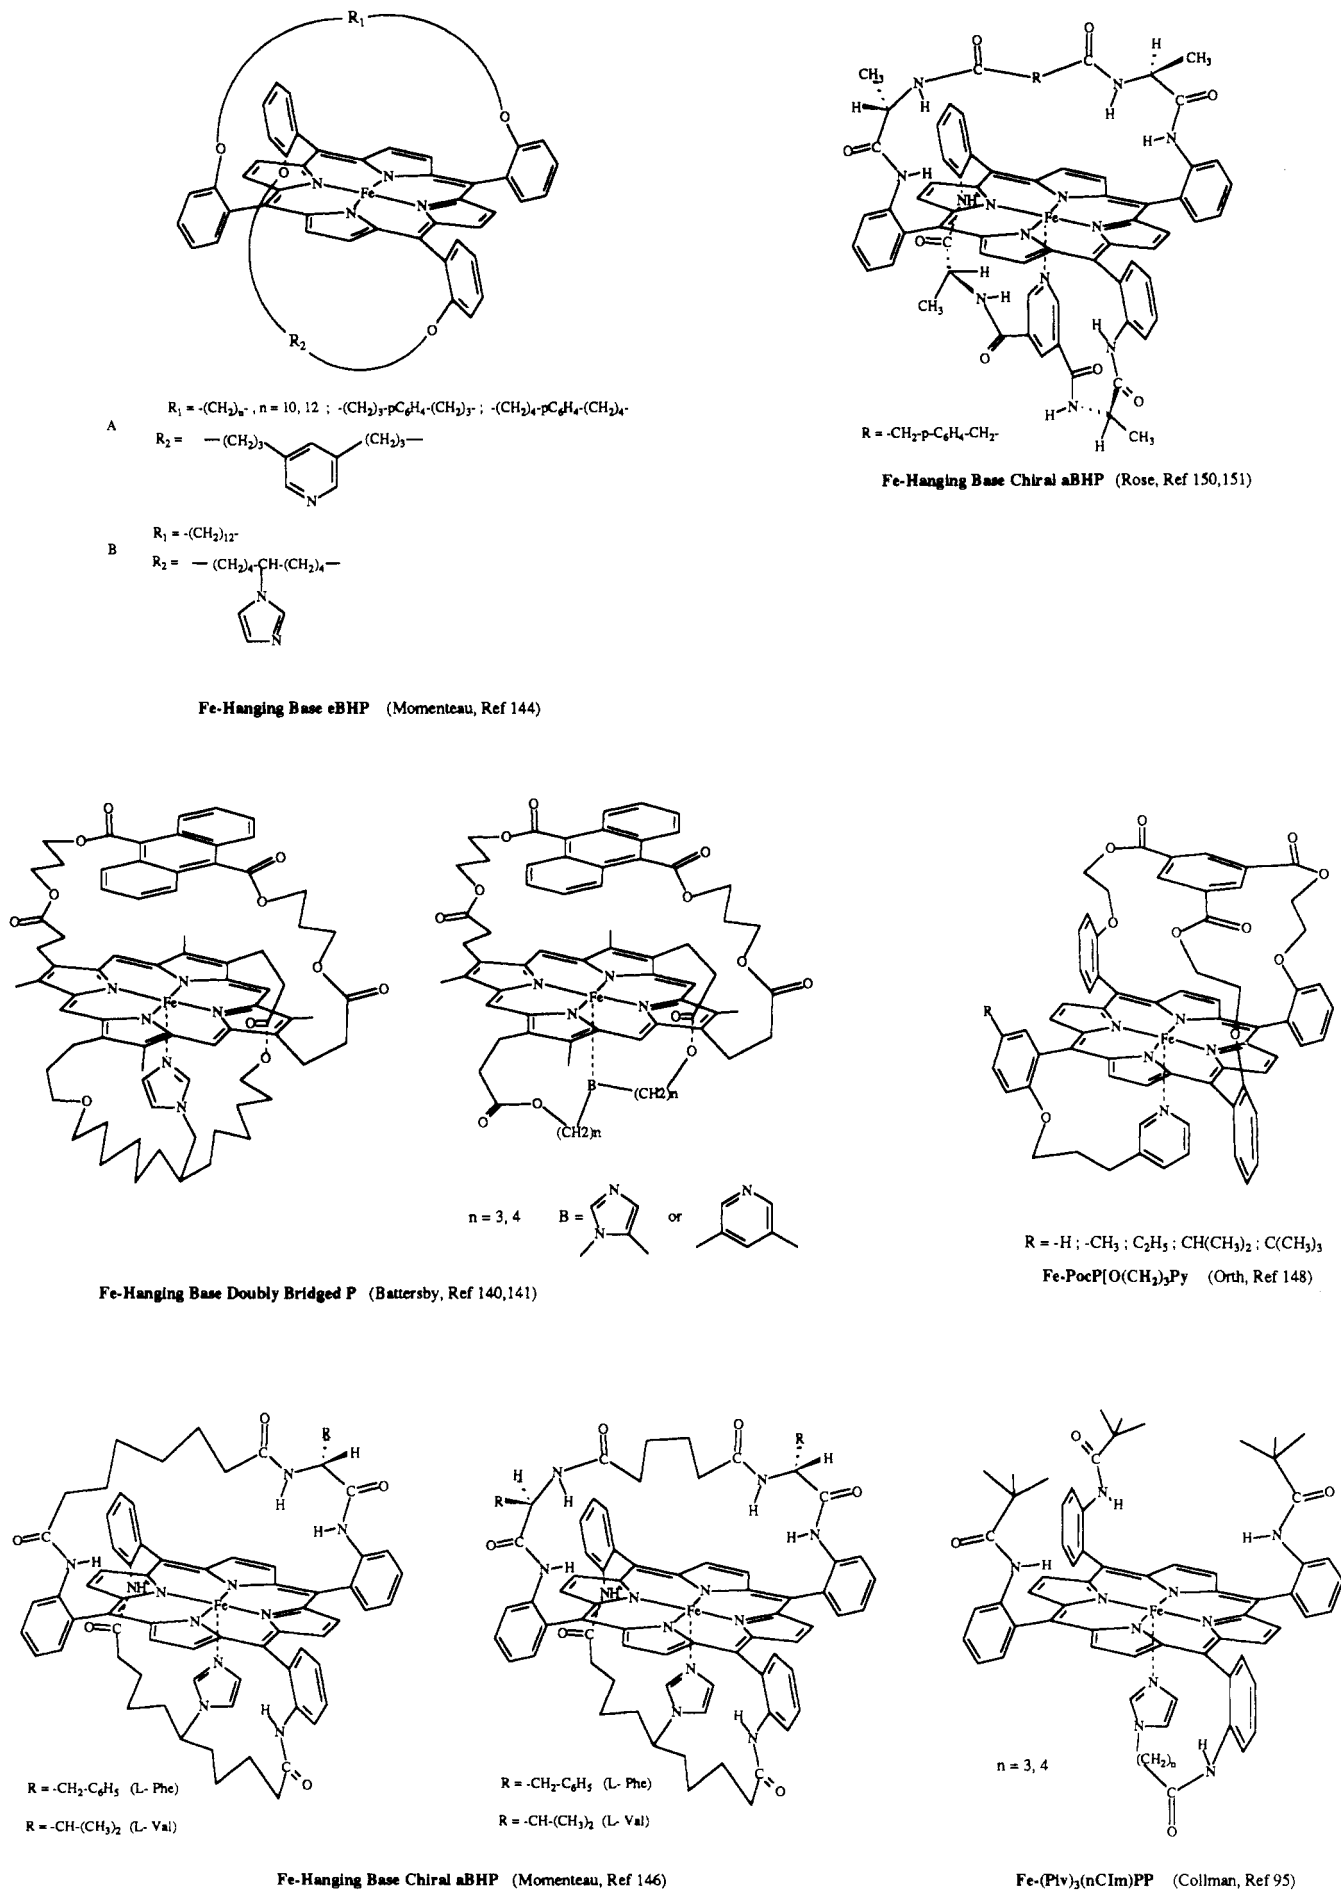 R₁ = -(CH₂)ₙ- , n = 10, 12 ; -(CH₂)₃-pC₆H₄-(CH₂)₃- ; -(CH₂)₄-pC₆H₄-(CH₂)₄-
A
R₂ = —(CH₂)₃ (CH₂)₃—
N
R₁ = -(CH₂)₁₂-
B
R₂ = — (CH₂)₄-CH-(CH₂)₄—
N
N
Fe-Hanging Base eBHP (Momenteau, Ref 144)
R = -CH₂-p-C₆H₄-CH₂-
Fe-Hanging Base Chiral aBHP (Rose, Ref 150,151)
B
(CH2)n
(CH2)n
n = 3, 4 B = or
Fe-Hanging Base Doubly Bridged P (Battersby, Ref 140,141)
R = -H ; -CH₃ ; C₂H₅ ; CH(CH₃)₂ ; C(CH₃)₃
Fe-PocP[O(CH₂)₃Py (Orth, Ref 148)
R = -CH₂-C₆H₅ (L- Phe)
R = -CH-(CH₃)₂ (L- Val)
R = -CH₂-C₆H₅ (L- Phe)
R = -CH-(CH₃)₂ (L- Val)
Fe-Hanging Base Chiral aBHP (Momenteau, Ref 146)
n = 3, 4
(CH₂)ₙ
Fe-(Piv)₃(nCIm)PP (Collman, Ref 95)